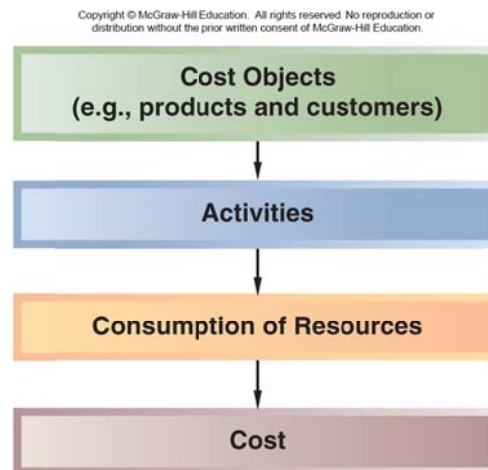 Copyright © McGraw-Hill Education.  All rights reserved. No reproduction or
distribution without the prior written consent of McGraw-Hill Education.
Cost Objects
(e.g., products and customers)
Activities
Consumption of Resources
Cost